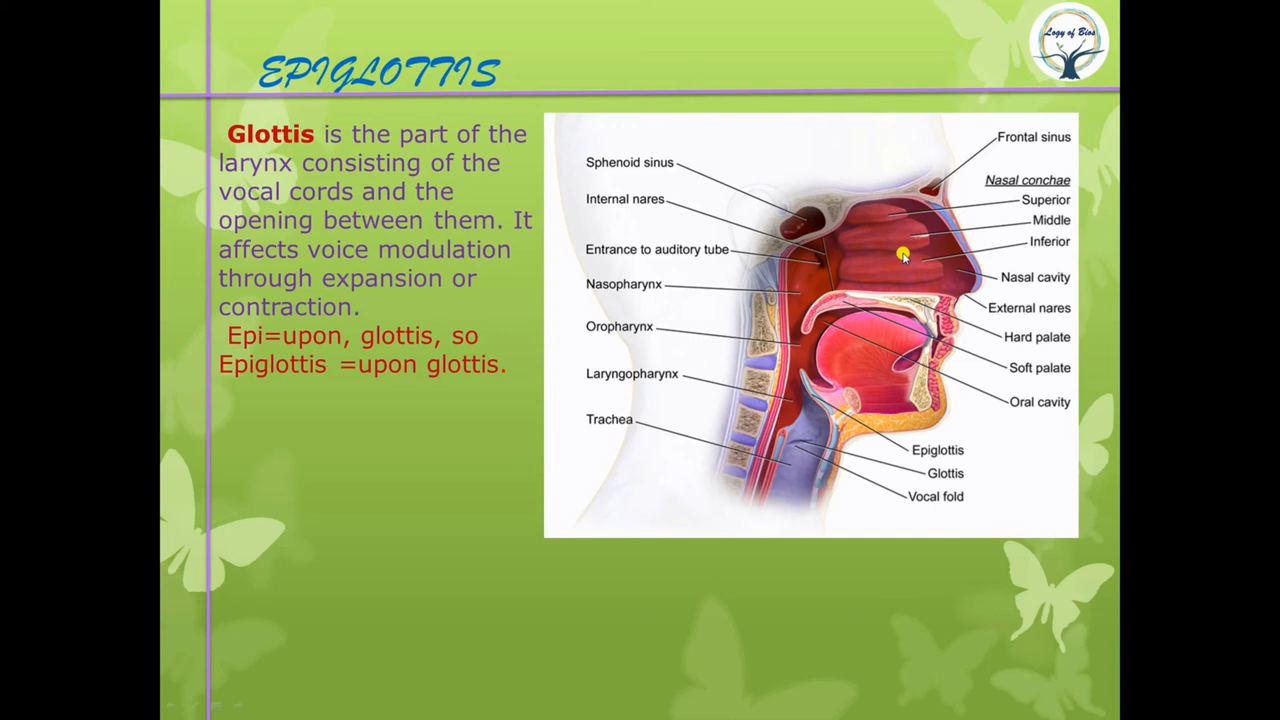 EPIGLOTTIS
Logy of Bios
Glottis is the part of the
larynx consisting of the
vocal cords and the
opening between them. It
affects voice modulation
through expansion or
contraction.
Epi=upon, glottis, so
Epiglottis =upon glottis.
Sphenoid sinus
Internal nares
Entrance to auditory tube
Nasopharynx
Oropharynx
Laryngopharynx
Trachea
Frontal sinus
Nasal conchae
Superior
Middle
Inferior
Nasal cavity
External nares
Hard palate
Soft palate
Oral cavity
Epiglottis
Glottis
Vocal fold